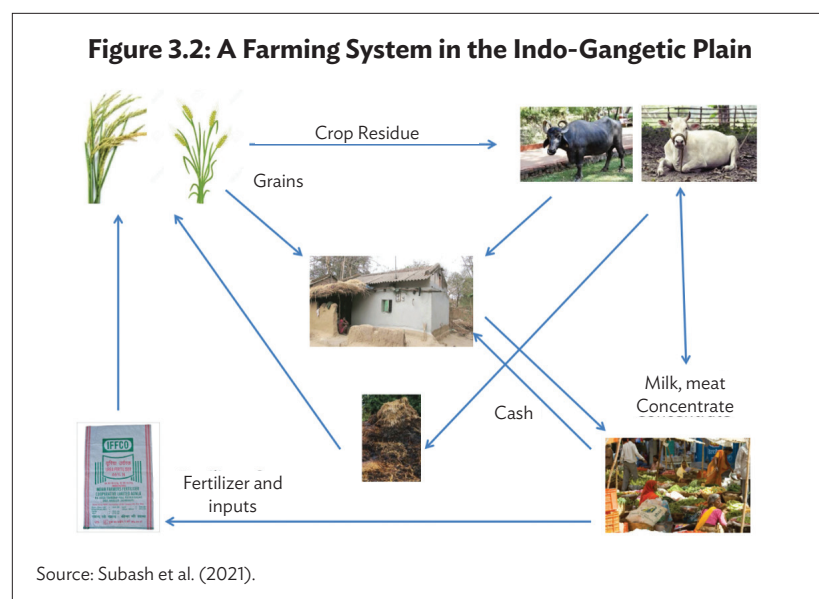 Figure 3.2: A Farming System in the Indo-Gangetic Plain
Crop Residue
Grains
Milk, meat
Concentrate
Cash
IFFCO
Fertilizer and
inputs
Source: Subash et al. (2021).